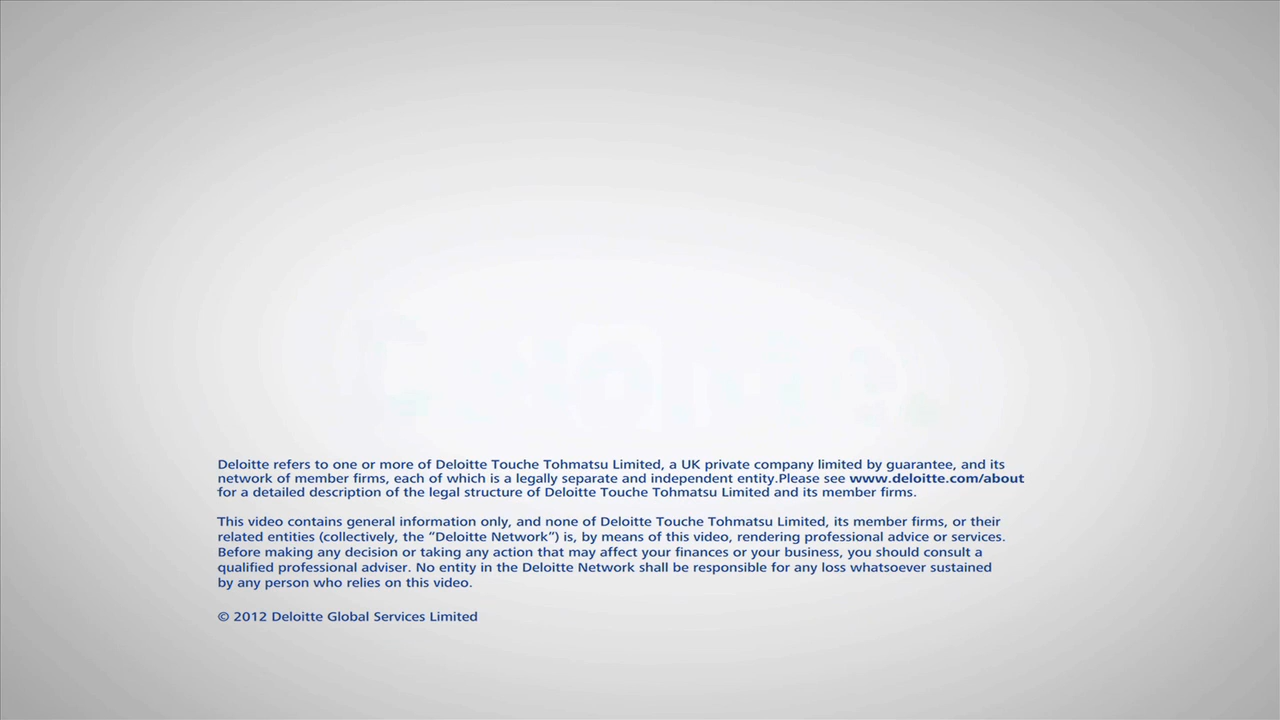 Deloitte refers to one or more of Deloitte Touche Tohmatsu Limited, a UK private company limited by guarantee, and its
network of member firms, each of which is a legally separate and independent entity.Please see www.deloitte.com/about
for a detailed description of the legal structure of Deloitte Touche Tohmatsu Limited and its member firms.
This video contains general information only, and none of Deloitte Touche Tohmatsu Limited, its member firms, or their
related entities (collectively, the “Deloitte Network”) is, by means of this video, rendering professional advice or services.
Before making any decision or taking any action that may affect your finances or your business, you should consult a
qualified professional adviser. No entity in the Deloitte Network shall be responsible for any loss whatsoever sustained
by any person who relies on this video.
© 2012 Deloitte Global Services Limited